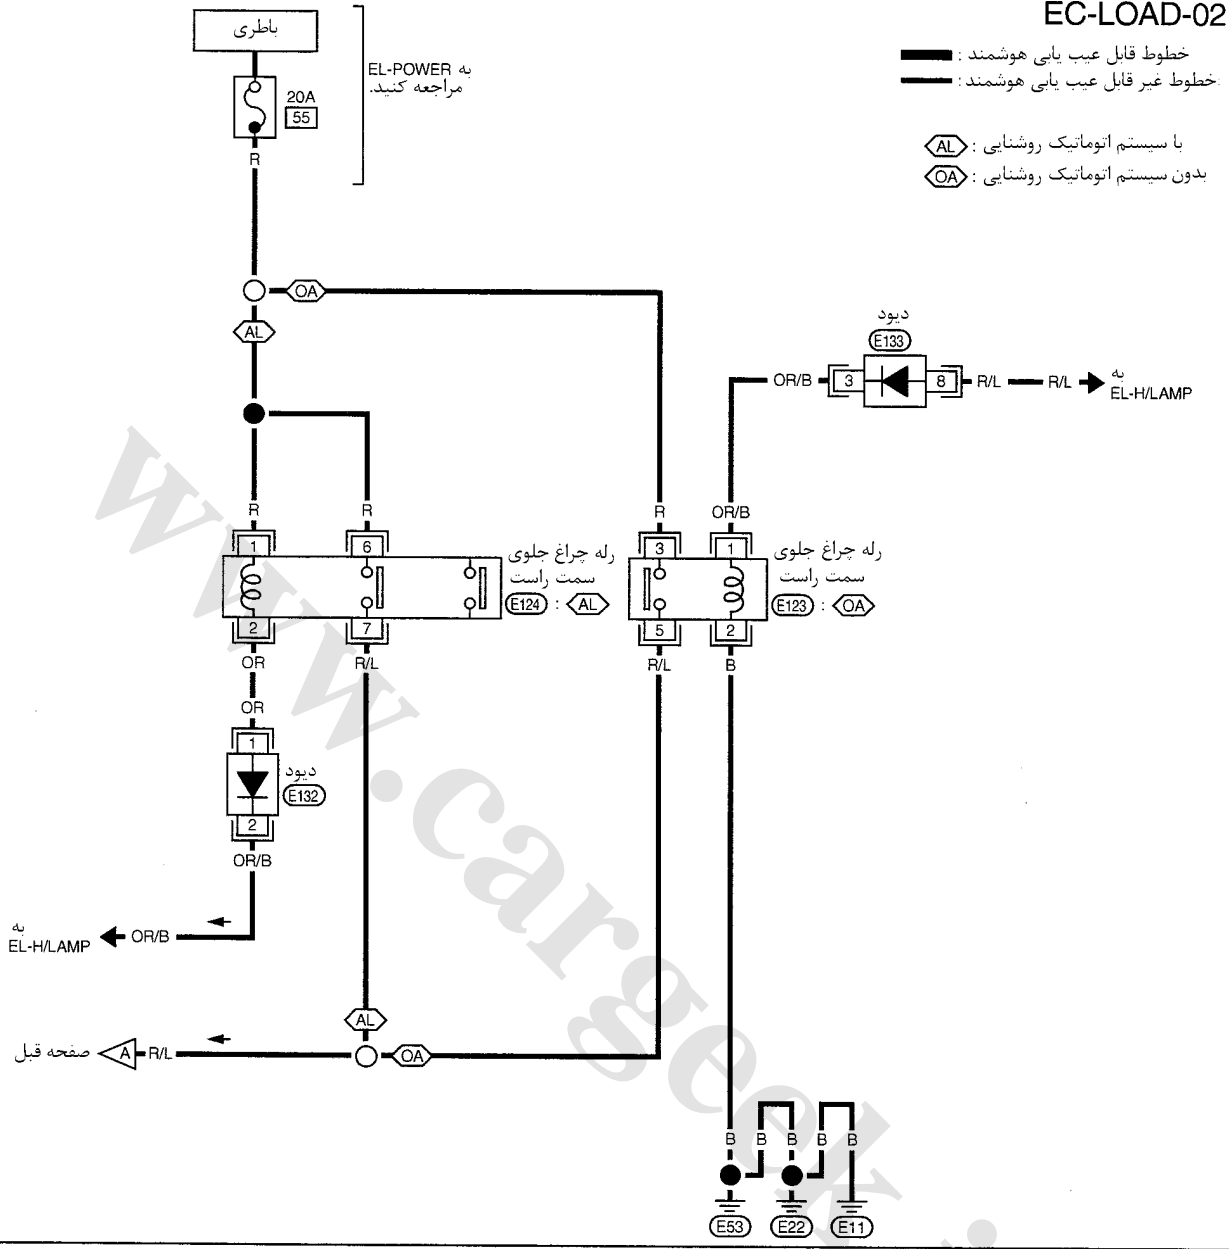 EC-LOAD-02
خطوط قابل عیب یابی هوشمند :
خطوط غیر قابل عیب یابی هوشمند :
با سیستم اتوماتیک روشنایی : AL
بدون سیستم اتوماتیک روشنایی : OA
باطری
به EL-POWER
مراجعه کنید.
20A
55
R
OA
AL
دیود
E133
OR/B 3 8 R/L R/L به
EL-H/LAMP
R R R OR/B
1 6 3 1
رله چراغ جلوی
سمت راست
E124 : AL
رله چراغ جلوی
سمت راست
E123 : OA
2 7 5 2
OR R/L R/L B
OR
1
دیود
E132
2
OR/B
به
EL-H/LAMP
OR/B
AL
صفحه قبل A R/L OA
B B B B B
E53 E22 E11
www.cargeek.i